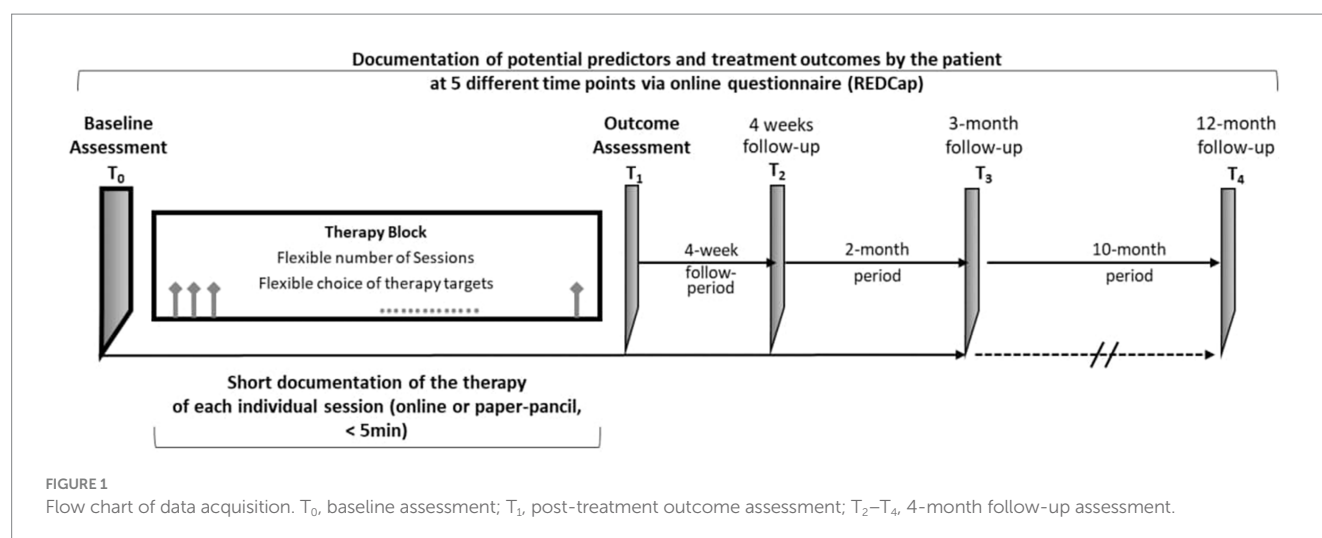 Documentation of potential predictors and treatment outcomes by the patient
at 5 different time points via online questionnaire (REDCap)
Baseline
Assessment
T₀
Outcome
Assessment
T₁
4 weeks
follow-up
T₂
3-month
follow-up
T₃
12-month
follow-up
T₄
Therapy Block
Flexible number of Sessions
Flexible choice of therapy targets
4-week
follow-
period
2-month
period
10-month
period
Short documentation of the therapy
of each individual session (online or paper-pancil,
< 5min)
FIGURE 1
Flow chart of data acquisition. T₀, baseline assessment; T₁, post-treatment outcome assessment; T₂–T₄, 4-month follow-up assessment.